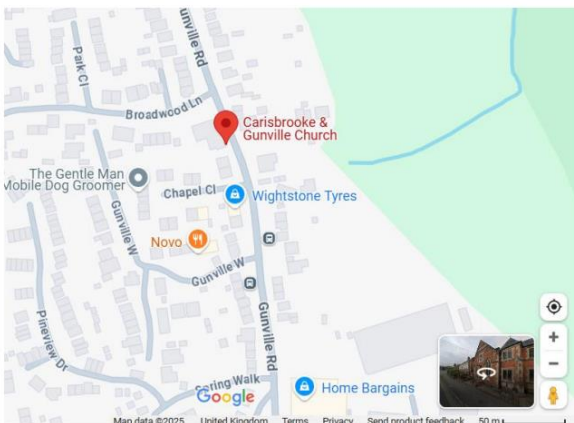 Gunville Rd
Park Cl
Broadwood Ln
Carisbrooke &
Gunville Church
The Gentle Man
Mobile Dog Groomer
Chapel Cl
Wightstone Tyres
Gunville W
Novo
Gunville W
Gunville Rd
Pineview Dr
Spring Walk
Google
Home Bargains
Map data ©2025 United Kingdom Terms Privacy Send product feedback 50 m